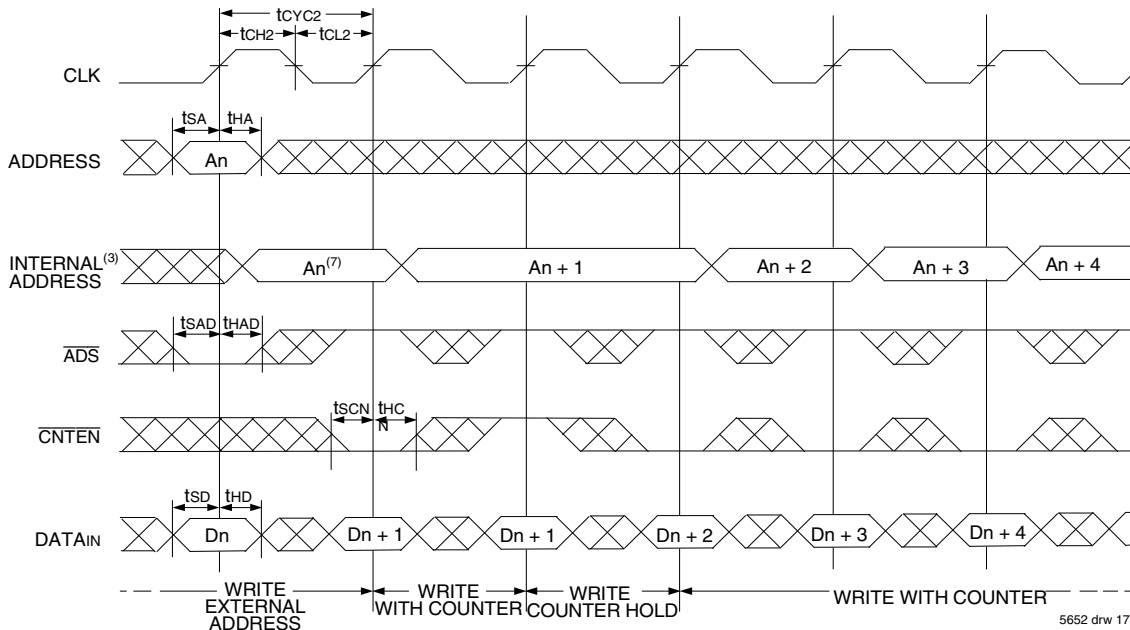 tCYC2
tCH2 tCL2
CLK
tSA tHA
ADDRESS An
INTERNAL(3)
ADDRESS
An(7) An + 1 An + 2 An + 3 An + 4
tSAD tHAD
ADS
tSCN tHC
N
CNTEN
tSD tHD
DATAIN Dn Dn + 1 Dn + 1 Dn + 2 Dn + 3 Dn + 4
WRITE
EXTERNAL
ADDRESS
WRITE
WITH COUNTER
WRITE
COUNTER HOLD
WRITE WITH COUNTER
5652 drw 17